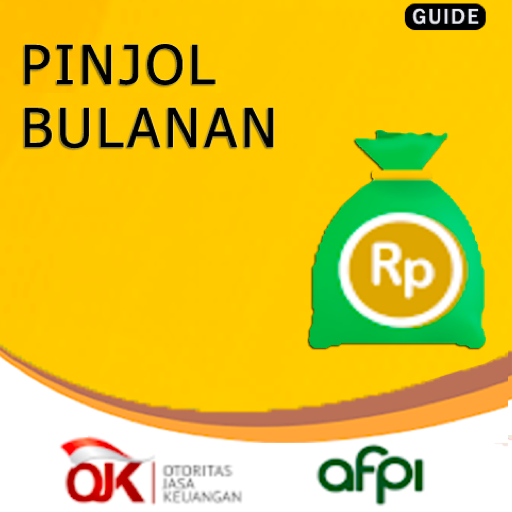 GUIDE
PINJOL
BULANAN
Rp
OJK
OTORITAS
JASA
KEUANGAN
afpi